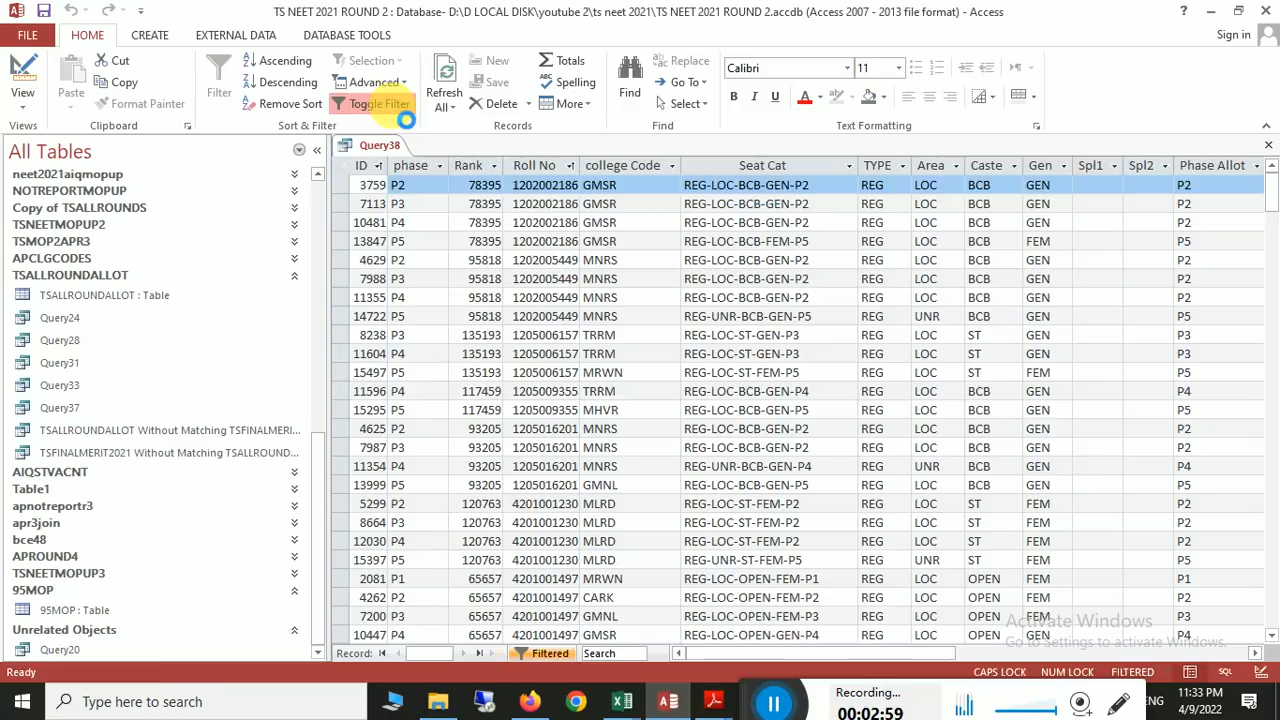 TS NEET 2021 ROUND 2 : Database- D:\D LOCAL DISK\youtube 2\ts neet 2021\TS NEET 2021 ROUND 2.accdb (Access 2007 - 2013 file format) - Access
FILE HOME CREATE EXTERNAL DATA DATABASE TOOLS Sign in
View
Views
Paste
Cut
Copy
Format Painter
Clipboard
Filter
Ascending
Descending
Remove Sort
Selection
Advanced
Toggle Filter
Sort & Filter
Refresh All
New
Save
Delete
Totals
Spelling
More
Records
Find
Replace
Go To
Select
Find
Calibri 11
B I U A
Text Formatting
All Tables
neet2021aiqmopup
NOTREPORTMOPUP
Copy of TSALLROUNDS
TSNEETMOPUP2
TSMOP2APR3
APCLGCODES
TSALLROUNDALLOT
TSALLROUNDALLOT : Table
Query24
Query28
Query31
Query33
Query37
TSALLROUNDALLOT Without Matching TSFINALMERI...
TSFINALMERIT2021 Without Matching TSALLROUND...
AIQSTVACNT
Table1
apnotreportr3
apr3join
bce48
APROUND4
TSNEETMOPUP3
95MOP
95MOP : Table
Unrelated Objects
Query20
Query38
ID phase Rank Roll No college Code Seat Cat TYPE Area Caste Gen Spl1 Spl2 Phase Allot
3759 P2 78395 1202002186 GMSR REG-LOC-BCB-GEN-P2 REG LOC BCB GEN P2
7113 P3 78395 1202002186 GMSR REG-LOC-BCB-GEN-P2 REG LOC BCB GEN P2
10481 P4 78395 1202002186 GMSR REG-LOC-BCB-GEN-P2 REG LOC BCB GEN P2
13847 P5 78395 1202002186 GMSR REG-LOC-BCB-FEM-P5 REG LOC BCB FEM P5
4629 P2 95818 1202005449 MNRS REG-LOC-BCB-GEN-P2 REG LOC BCB GEN P2
7988 P3 95818 1202005449 MNRS REG-LOC-BCB-GEN-P2 REG LOC BCB GEN P2
11355 P4 95818 1202005449 MNRS REG-LOC-BCB-GEN-P2 REG LOC BCB GEN P2
14722 P5 95818 1202005449 MNRS REG-UNR-BCB-GEN-P5 REG UNR BCB GEN P5
8238 P3 135193 1205006157 TRRM REG-LOC-ST-GEN-P3 REG LOC ST GEN P3
11604 P4 135193 1205006157 TRRM REG-LOC-ST-GEN-P3 REG LOC ST GEN P3
15497 P5 135193 1205006157 MRWN REG-LOC-ST-FEM-P5 REG LOC ST FEM P5
11596 P4 117459 1205009355 TRRM REG-LOC-BCB-GEN-P4 REG LOC BCB GEN P4
15295 P5 117459 1205009355 MHVR REG-LOC-BCB-GEN-P5 REG LOC BCB GEN P5
4625 P2 93205 1205016201 MNRS REG-LOC-BCB-GEN-P2 REG LOC BCB GEN P2
7987 P3 93205 1205016201 MNRS REG-LOC-BCB-GEN-P2 REG LOC BCB GEN P2
11354 P4 93205 1205016201 MNRS REG-UNR-BCB-GEN-P4 REG UNR BCB GEN P4
13999 P5 93205 1205016201 GMNL REG-LOC-BCB-GEN-P5 REG LOC BCB GEN P5
5299 P2 120763 4201001230 MLRD REG-LOC-ST-FEM-P2 REG LOC ST FEM P2
8664 P3 120763 4201001230 MLRD REG-LOC-ST-FEM-P2 REG LOC ST FEM P2
12030 P4 120763 4201001230 MLRD REG-LOC-ST-FEM-P2 REG LOC ST FEM P2
15397 P5 120763 4201001230 MLRD REG-UNR-ST-FEM-P5 REG UNR ST FEM P5
2081 P1 65657 4201001497 MRWN REG-LOC-OPEN-FEM-P1 REG LOC OPEN FEM P1
4262 P2 65657 4201001497 CARK REG-LOC-OPEN-FEM-P2 REG LOC OPEN FEM P2
7200 P3 65657 4201001497 GMNL REG-LOC-OPEN-FEM-P3 REG LOC OPEN FEM P3
10447 P4 65657 4201001497 GMSR REG-LOC-OPEN-GEN-P4 REG LOC OPEN GEN P4
Activate Windows
Go to Settings to activate Windows.
Record: Filtered Search
Ready CAPS LOCK NUM LOCK FILTERED SQL
Type here to search
Recording...
00:02:59
ENG
11:33 PM
4/9/2022